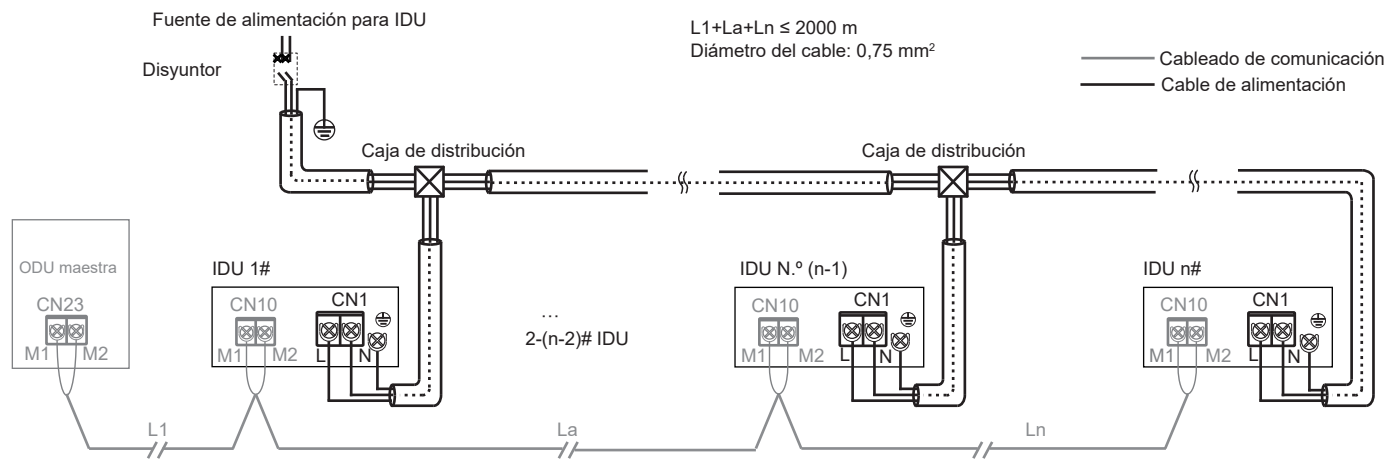 Fuente de alimentación para IDU
L1+La+Ln ≤ 2000 m
Diámetro del cable: 0,75 mm²
Disyuntor
Cableado de comunicación
Cable de alimentación
Caja de distribución
Caja de distribución
ODU maestra
CN23
M1 M2
IDU 1#
CN10
M1 M2
CN1
L N
...
2-(n-2)# IDU
IDU N.º (n-1)
CN10
M1 M2
CN1
L N
IDU n#
CN10
M1 M2
CN1
L N
L1
La
Ln